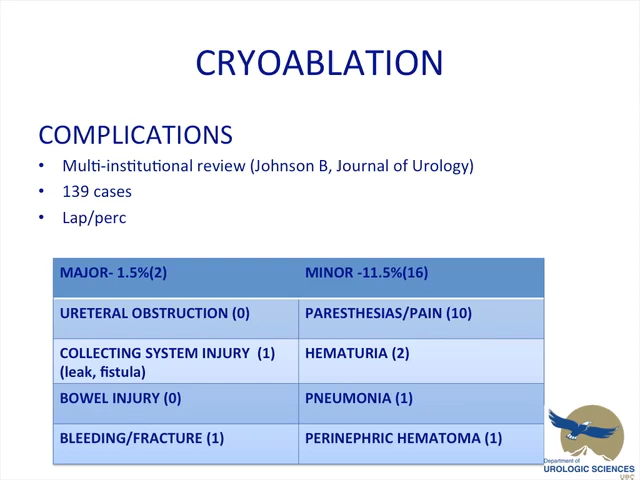 CRYOABLATION
COMPLICATIONS
• Multi-institutional review (Johnson B, Journal of Urology)
• 139 cases
• Lap/perc
MAJOR- 1.5%(2) MINOR -11.5%(16)
URETERAL OBSTRUCTION (0) PARESTHESIAS/PAIN (10)
COLLECTING SYSTEM INJURY (1) HEMATURIA (2)
(leak, fistula)
BOWEL INJURY (0) PNEUMONIA (1)
BLEEDING/FRACTURE (1) PERINEPHRIC HEMATOMA (1)
Department of
UROLOGIC SCIENCES
UBC